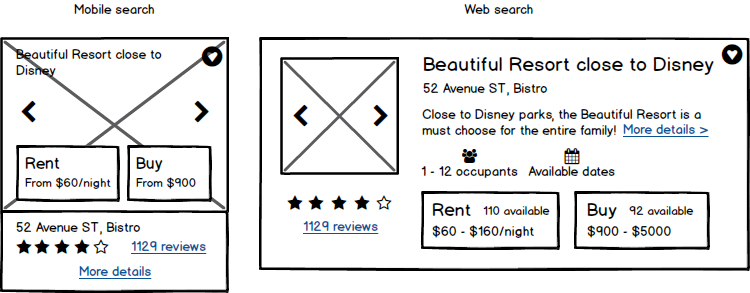 Mobile search
Beautiful Resort close to
Disney
Rent
From $60/night
Buy
From $900
52 Avenue ST, Bistro
1129 reviews
More details
Web search
Beautiful Resort close to Disney
52 Avenue ST, Bistro
Close to Disney parks, the Beautiful Resort is a
must choose for the entire family! More details >
1 - 12 occupants
Available dates
1129 reviews
Rent 110 available
$60 - $160/night
Buy 92 available
$900 - $5000